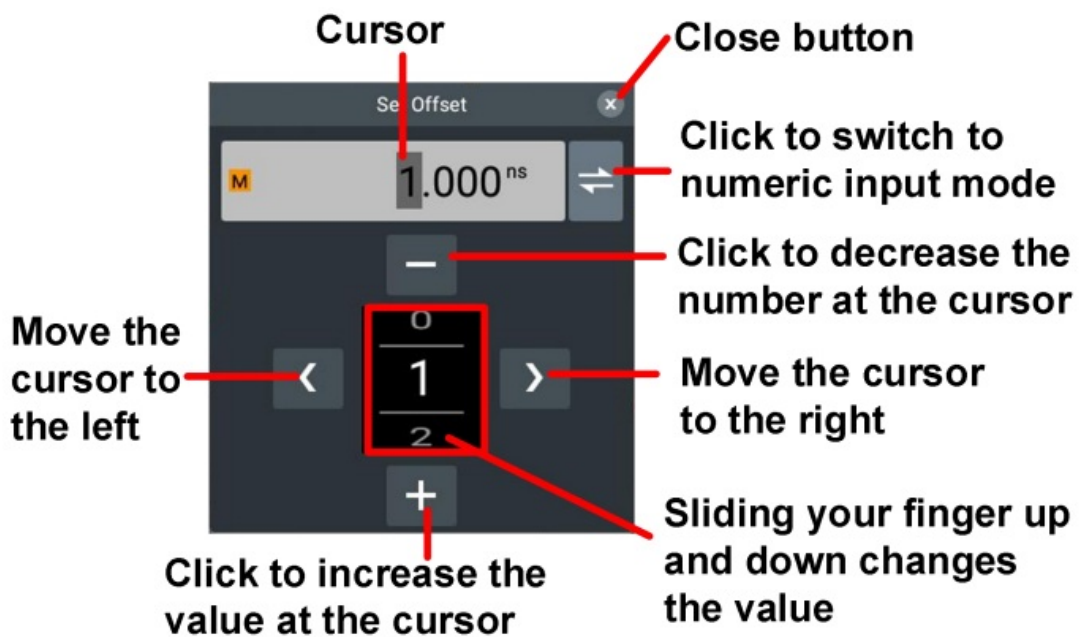 Cursor
Close button
Set Offset
x
Click to switch to
numeric input mode
M
1.000 ns
Click to decrease the
number at the cursor
−
Move the
cursor to
the left
0
1
2
Move the cursor
to the right
+
Sliding your finger up
and down changes
the value
Click to increase the
value at the cursor